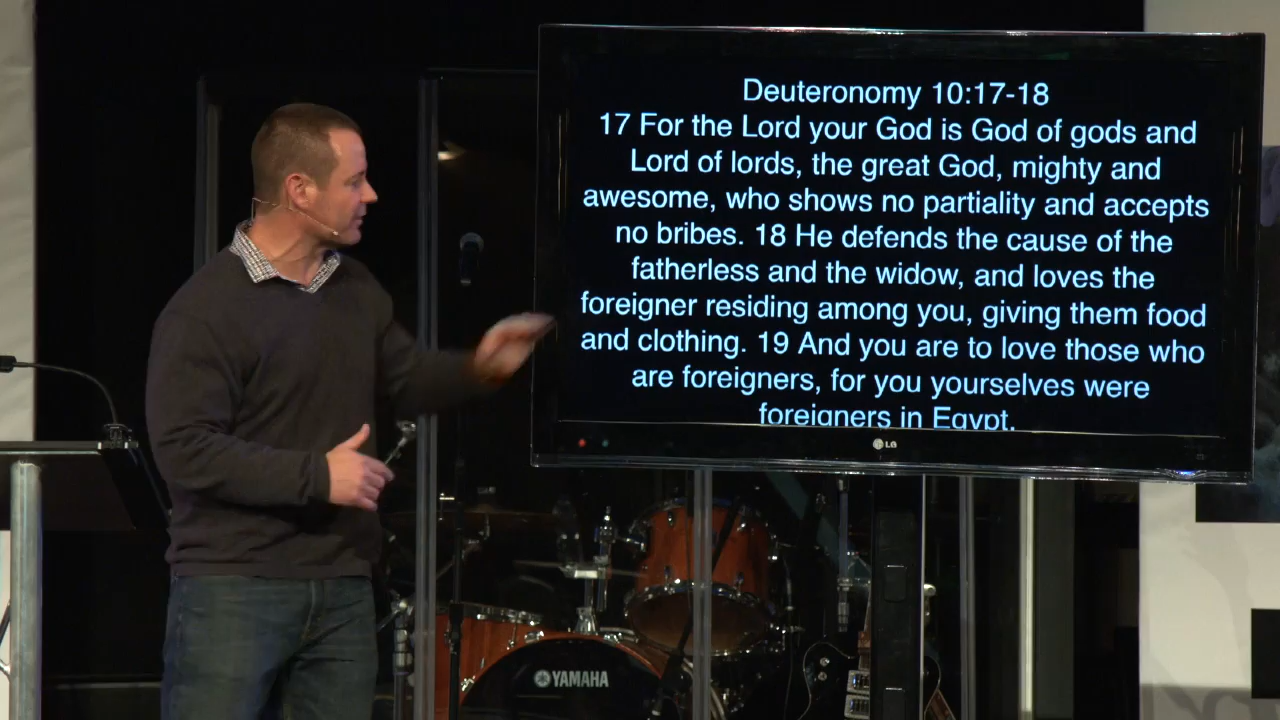 Deuteronomy 10:17-18
17 For the Lord your God is God of gods and
Lord of lords, the great God, mighty and
awesome, who shows no partiality and accepts
no bribes. 18 He defends the cause of the
fatherless and the widow, and loves the
foreigner residing among you, giving them food
and clothing. 19 And you are to love those who
are foreigners, for you yourselves were
foreigners in Egypt.
LG
YAMAHA